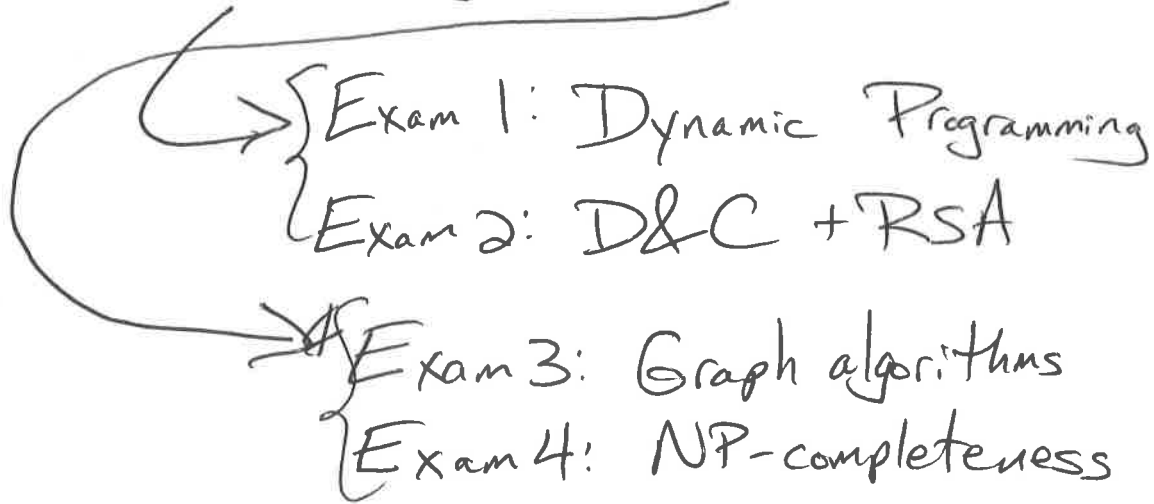 Exam 1: Dynamic Programming
Exam 2: D&C + RSA
Exam 3: Graph algorithms
Exam 4: NP-completeness